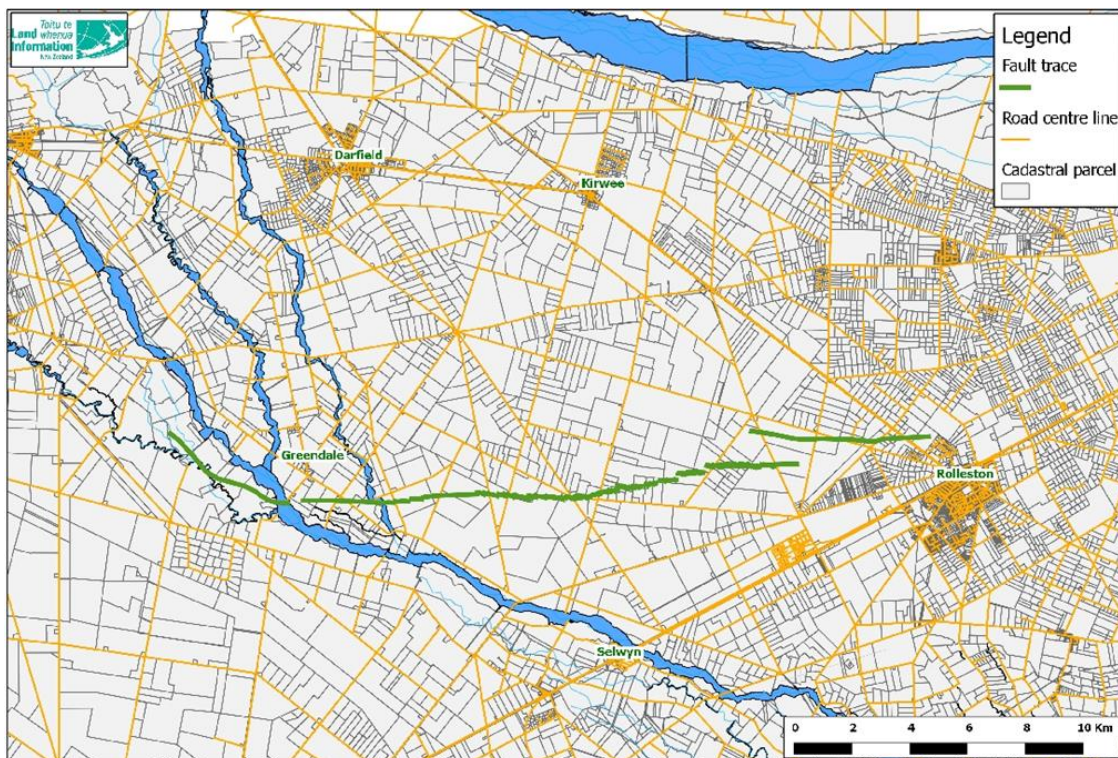 Toitū te
Land whenua
Information
New Zealand
Legend
Fault trace
Road centre line
Cadastral parcel
Darfield
Kirwee
Greendale
Rolleston
Selwyn
0 2 4 6 8 10 Km